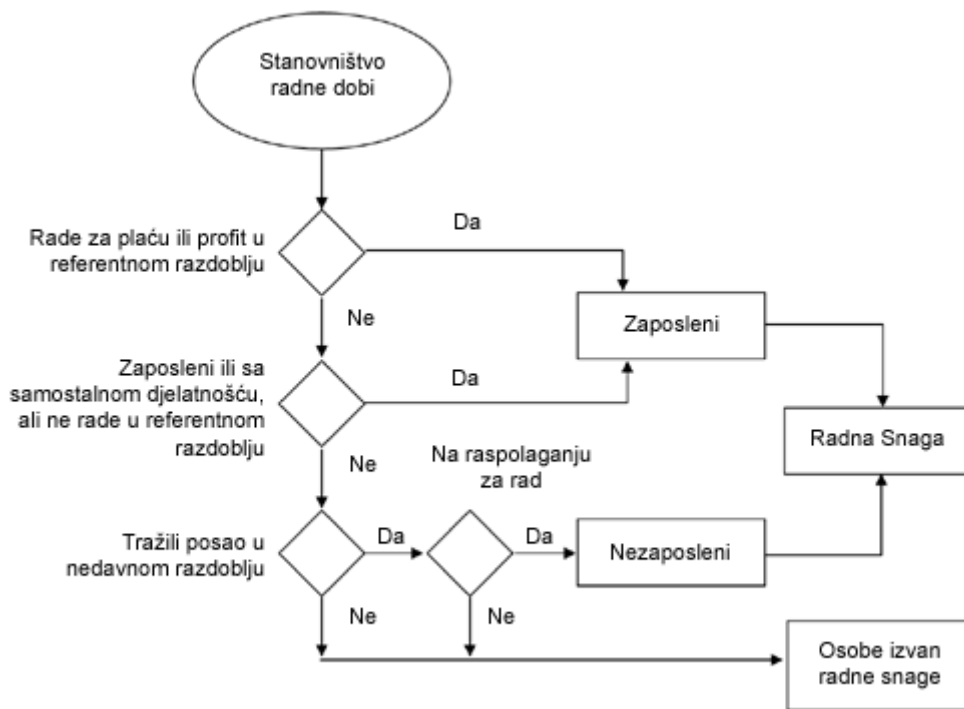 Stanovništvo
radne dobi
Rade za plaću ili profit u
referentnom razdoblju
Da
Ne
Zaposleni
Zaposleni ili sa
samostalnom djelatnošću,
ali ne rade u referentnom
razdoblju
Da
Ne
Radna Snaga
Na raspolaganju
za rad
Tražili posao u
nedavnom razdoblju
Da
Da
Nezaposleni
Ne
Ne
Osobe izvan
radne snage